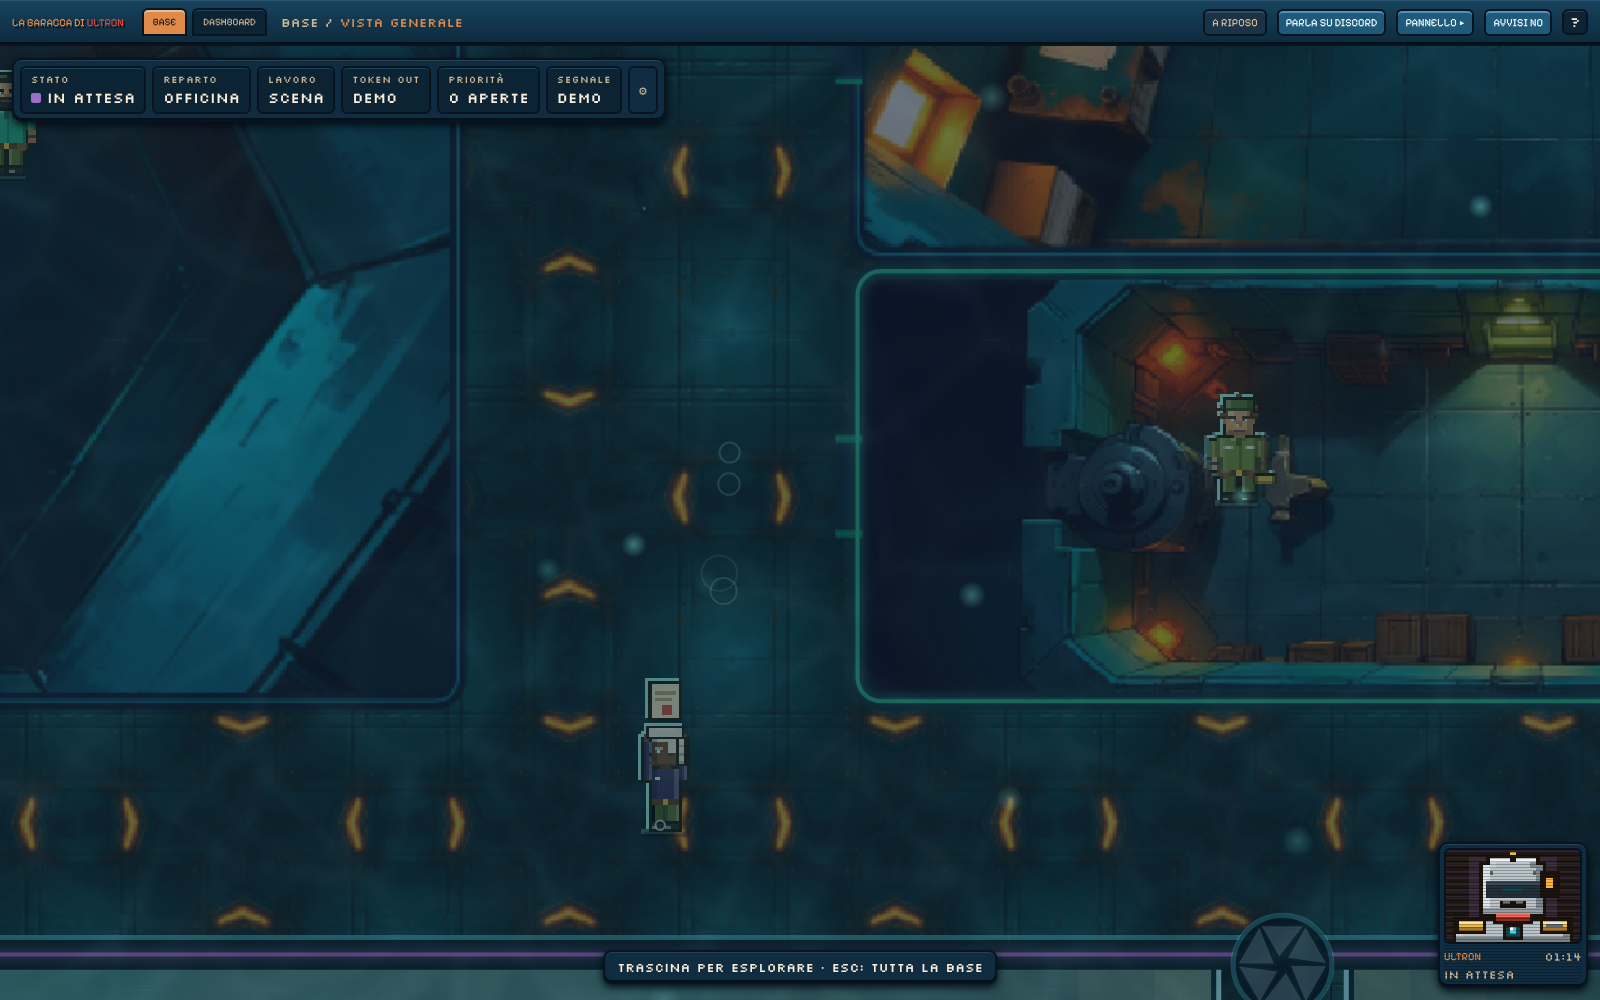 LA BARACCA DI ULTRON
BASE
DASHBOARD
BASE / VISTA GENERALE
A RIPOSO
PARLA SU DISCORD
PANNELLO ▸
AVVISI NO
?
STATO
IN ATTESA
REPARTO
OFFICINA
LAVORO
SCENA
TOKEN OUT
DEMO
PRIORITÀ
0 APERTE
SEGNALE
DEMO
TRASCINA PER ESPLORARE · ESC: TUTTA LA BASE
ULTRON 01:14
IN ATTESA